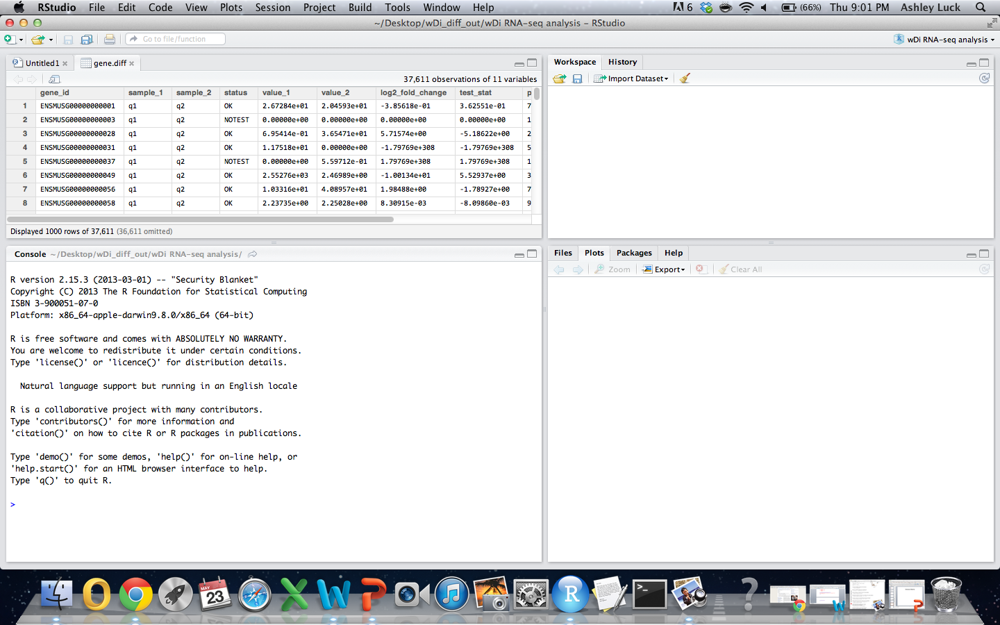 RStudio File Edit Code View Plots Session Project Build Tools Window Help 6 (66%) Thu 9:01 PM Ashley Luck
~/Desktop/wDi_diff_out/wDi RNA-seq analysis - RStudio
Go to file/function wDi RNA-seq analysis
Untitled1 gene.diff
37,611 observations of 11 variables
gene_id sample_1 sample_2 status value_1 value_2 log2_fold_change test_stat p
1 ENSMUSG00000000001 q1 q2 OK 2.67284e+01 2.04593e+01 -3.85618e-01 3.62551e-01 7
2 ENSMUSG00000000003 q1 q2 NOTEST 0.00000e+00 0.00000e+00 0.00000e+00 0.00000e+00 1
3 ENSMUSG00000000028 q1 q2 OK 6.95414e-01 3.65471e+01 5.71574e+00 -5.18622e+00 2
4 ENSMUSG00000000031 q1 q2 OK 1.17518e+01 0.00000e+00 -1.79769e+308 -1.79769e+308 5
5 ENSMUSG00000000037 q1 q2 NOTEST 0.00000e+00 5.59712e-01 1.79769e+308 1.79769e+308 1
6 ENSMUSG00000000049 q1 q2 OK 2.55276e+03 2.46989e+00 -1.00134e+01 5.52937e+00 3
7 ENSMUSG00000000056 q1 q2 OK 1.03316e+01 4.08957e+01 1.98488e+00 -1.78927e+00 7
8 ENSMUSG00000000058 q1 q2 OK 2.23735e+00 2.25028e+00 8.30915e-03 -8.09860e-03 9
Displayed 1000 rows of 37,611 (36,611 omitted)
Workspace History
Import Dataset
Console ~/Desktop/wDi_diff_out/wDi RNA-seq analysis/
R version 2.15.3 (2013-03-01) -- "Security Blanket"
Copyright (C) 2013 The R Foundation for Statistical Computing
ISBN 3-900051-07-0
Platform: x86_64-apple-darwin9.8.0/x86_64 (64-bit)
R is free software and comes with ABSOLUTELY NO WARRANTY.
You are welcome to redistribute it under certain conditions.
Type 'license()' or 'licence()' for distribution details.
Natural language support but running in an English locale
R is a collaborative project with many contributors.
Type 'contributors()' for more information and
'citation()' on how to cite R or R packages in publications.
Type 'demo()' for some demos, 'help()' for on-line help, or
'help.start()' for an HTML browser interface to help.
Type 'q()' to quit R.
>
Files Plots Packages Help
Zoom Export Clear All
MAY
23